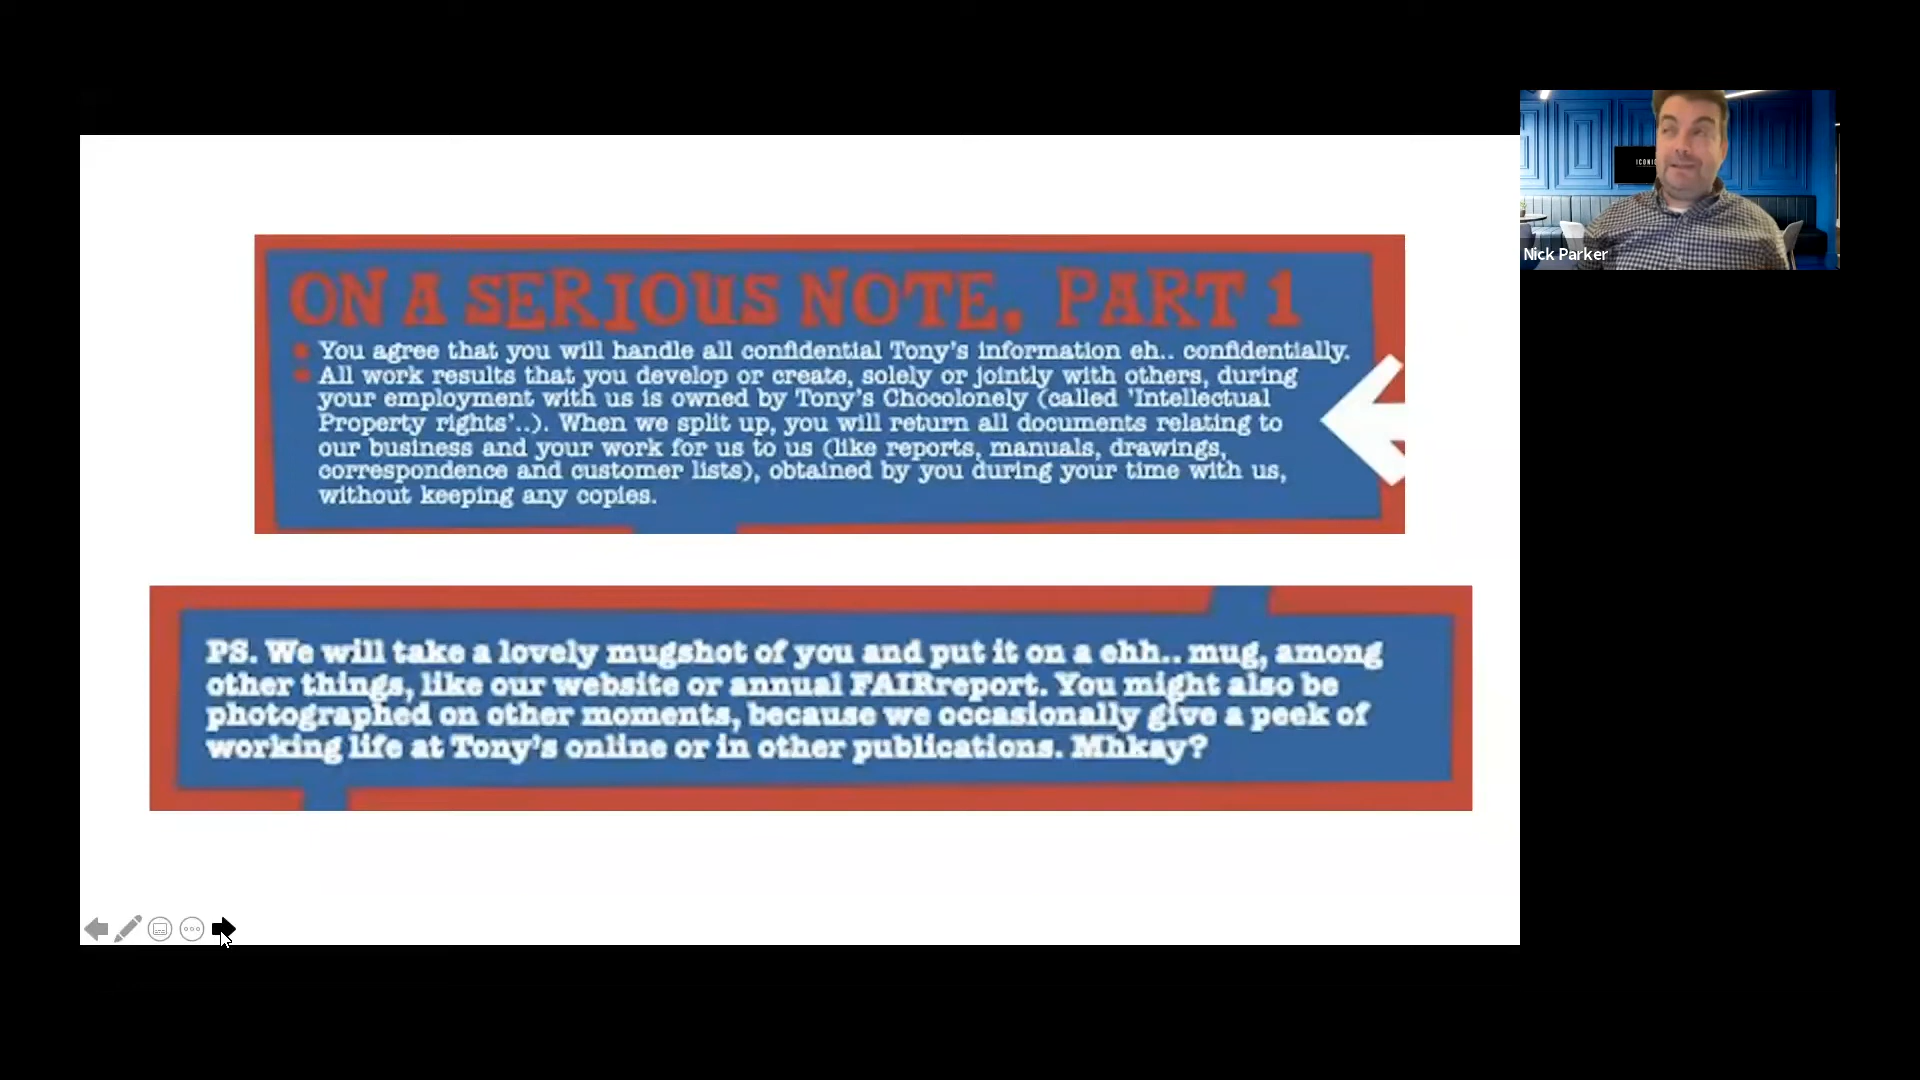 ON A SERIOUS NOTE, PART 1
You agree that you will handle all confidential Tony's information eh.. confidentially.
All work results that you develop or create, solely or jointly with others, during
your employment with us is owned by Tony's Chocolonely (called 'Intellectual
Property rights'..). When we split up, you will return all documents relating to
our business and your work for us to us (like reports, manuals, drawings,
correspondence and customer lists), obtained by you during your time with us,
without keeping any copies.
PS. We will take a lovely mugshot of you and put it on a ehh.. mug, among
other things, like our website or annual FAIRreport. You might also be
photographed on other moments, because we occasionally give a peek of
working life at Tony's online or in other publications. Mhkay?
ICONIC
Nick Parker